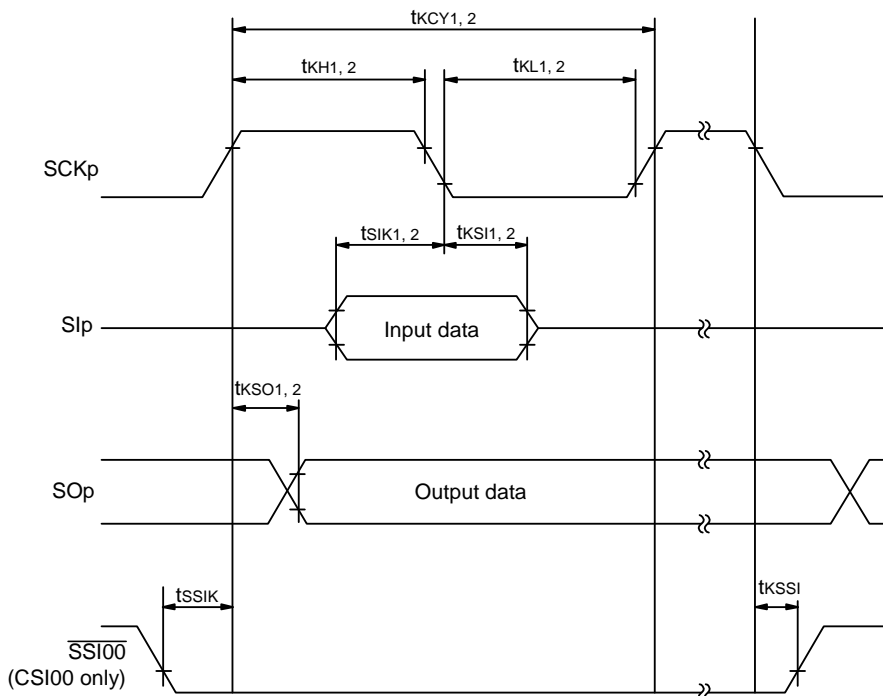 tKCY1, 2
tKH1, 2
tKL1, 2
SCKp
tSIK1, 2
tKSI1, 2
SIp
Input data
tKSO1, 2
SOp
Output data
tSSIK
tKSSI
SSI00
(CSI00 only)